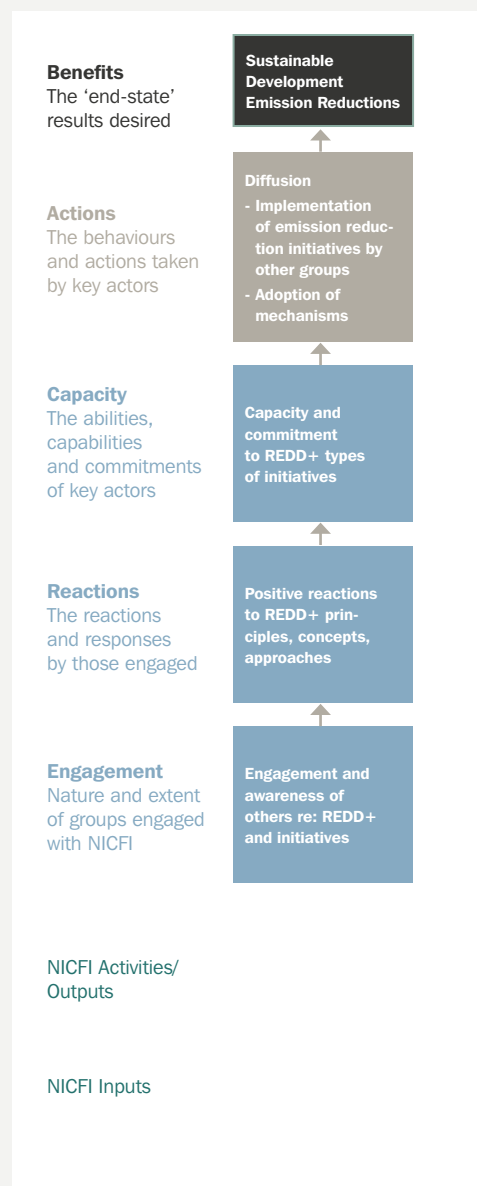 Benefits
The ‘end-state’
results desired
Sustainable
Development
Emission Reductions
Actions
The behaviours
and actions taken
by key actors
Diffusion
- Implementation
of emission reduc-
tion initiatives by
other groups
- Adoption of
mechanisms
Capacity
The abilities,
capabilities
and commitments
of key actors
Capacity and
commitment
to REDD+ types
of initiatives
Reactions
The reactions
and responses
by those engaged
Positive reactions
to REDD+ prin-
ciples, concepts,
approaches
Engagement
Nature and extent
of groups engaged
with NICFI
Engagement and
awareness of
others re: REDD+
and initiatives
NICFI Activities/
Outputs
NICFI Inputs